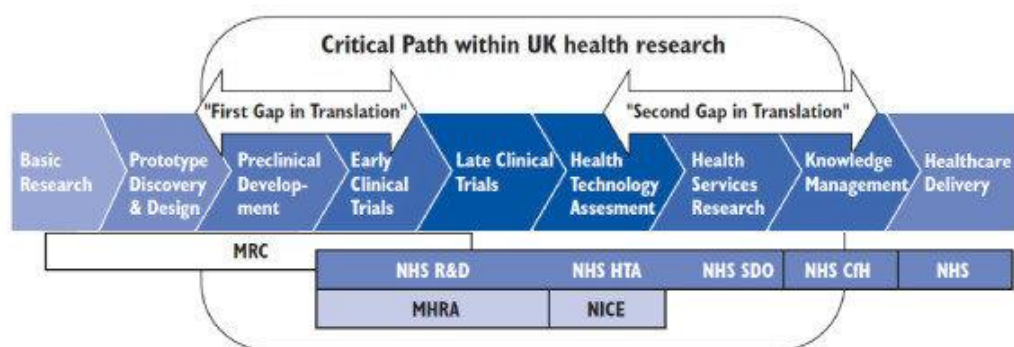 Critical Path within UK health research
"First Gap in Translation"
"Second Gap in Translation"
Basic
Research
Prototype
Discovery
& Design
Preclinical
Develop-
ment
Early
Clinical
Trials
Late Clinical
Trials
Health
Technology
Assesment
Health
Services
Research
Knowledge
Management
Healthcare
Delivery
MRC
NHS R&D
NHS HTA
NHS SDO
NHS CfH
NHS
MHRA
NICE